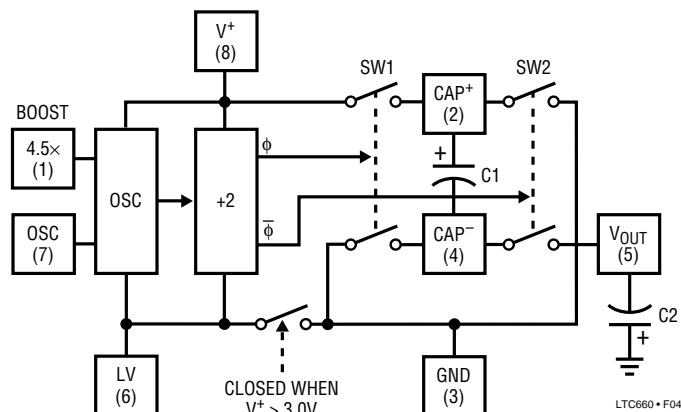 V+
(8)
SW1
SW2
BOOST
4.5×
(1)
OSC
+2
φ
φ̅
CAP+
(2)
+
C1
CAP−
(4)
OSC
(7)
VOUT
(5)
C2
+
LV
(6)
CLOSED WHEN
V+ > 3.0V
GND
(3)
LTC660 • F04